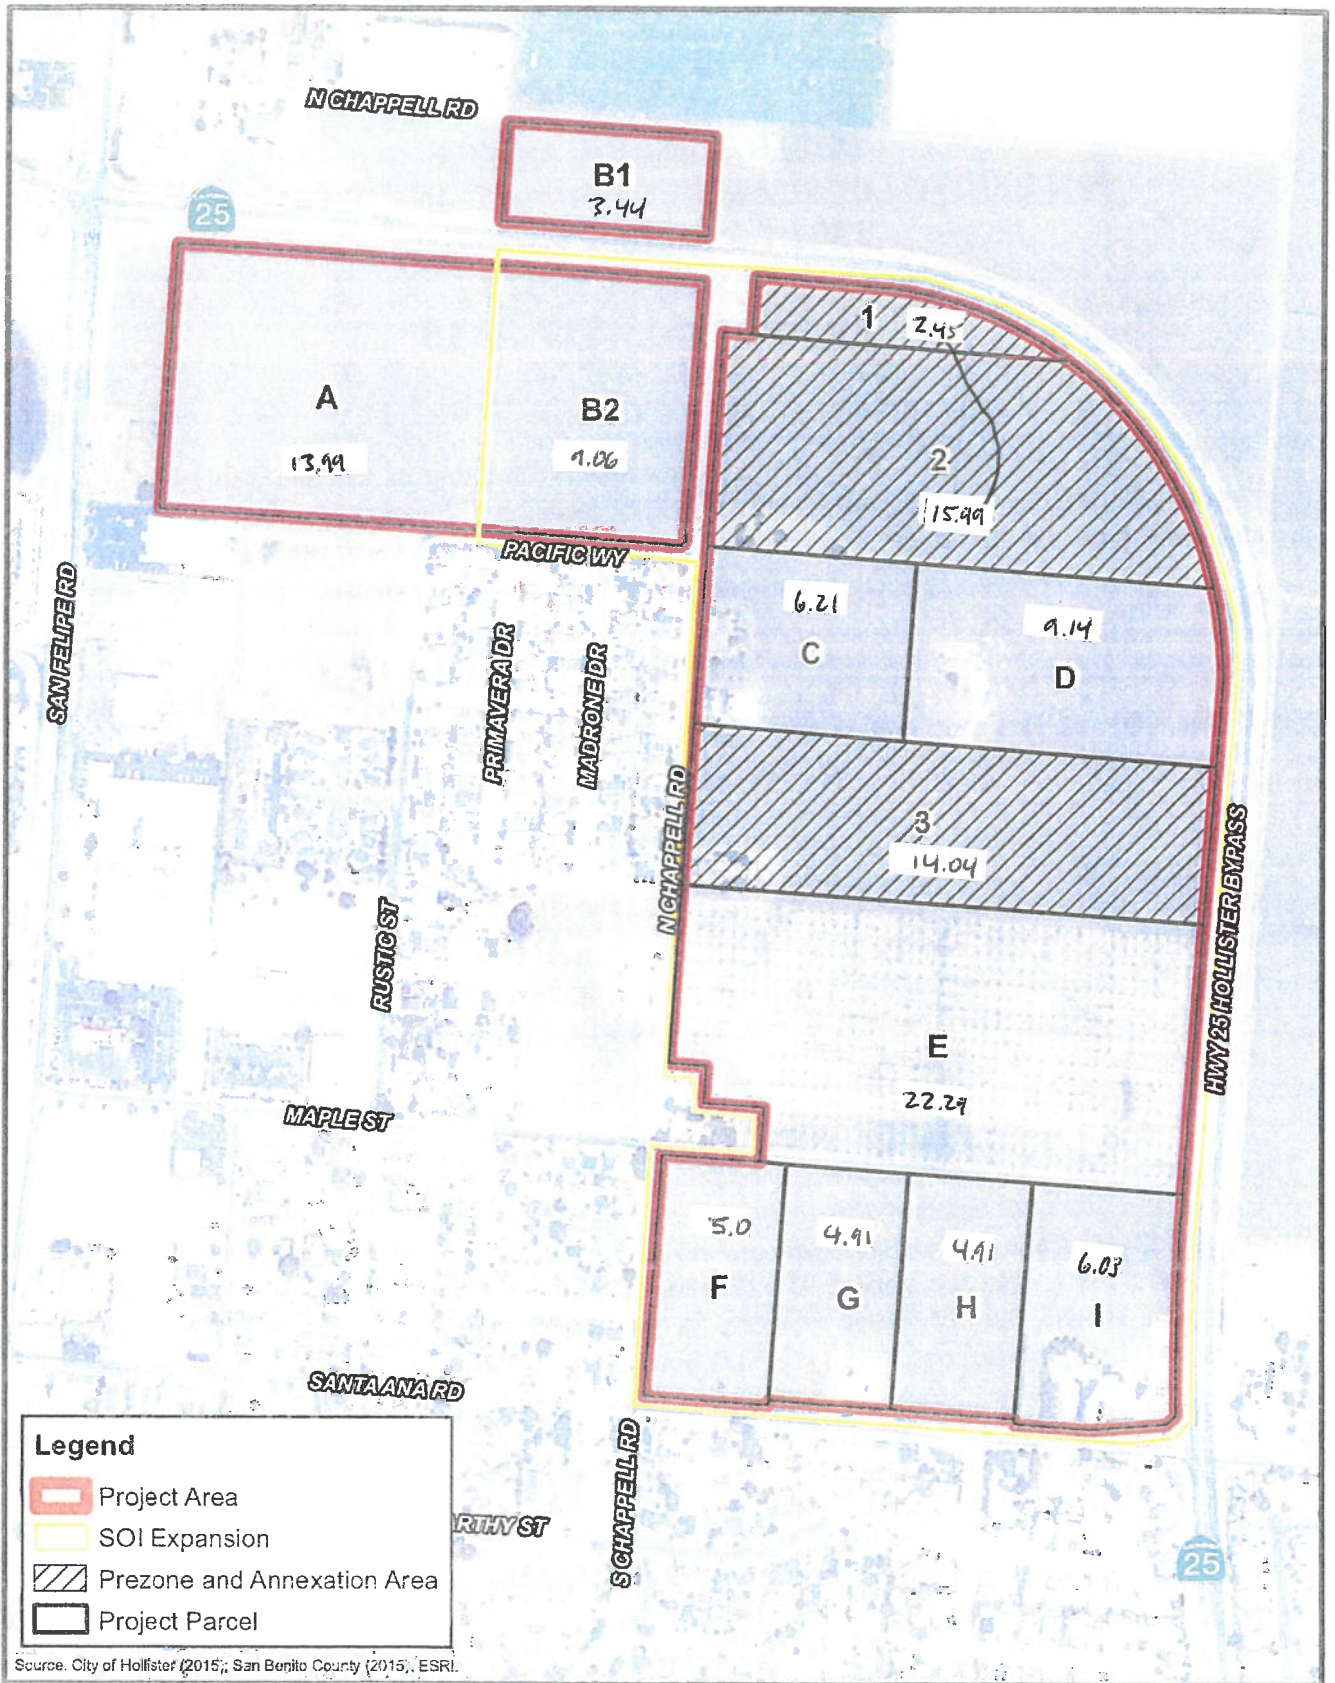 N CHAPPELL RD
B1
3.44
25
1
2.45
A
13.99
B2
9.06
2
15.99
PACIFIC WY
6.21
C
9.14
D
SAN FELIPE RD
PRIMAVERA DR
MADRONE DR
N CHAPPELL RD
3
14.04
HWY 25 HOLLISTER BYPASS
RUSTIC ST
E
22.29
MAPLE ST
5.0
F
4.91
G
4.91
H
6.03
I
SANTA ANA RD
S CHAPPELL RD
RTHY ST
25
Legend
Project Area
SOI Expansion
Prezone and Annexation Area
Project Parcel
Source. City of Hollister (2015); San Benito County (2015). ESRI.